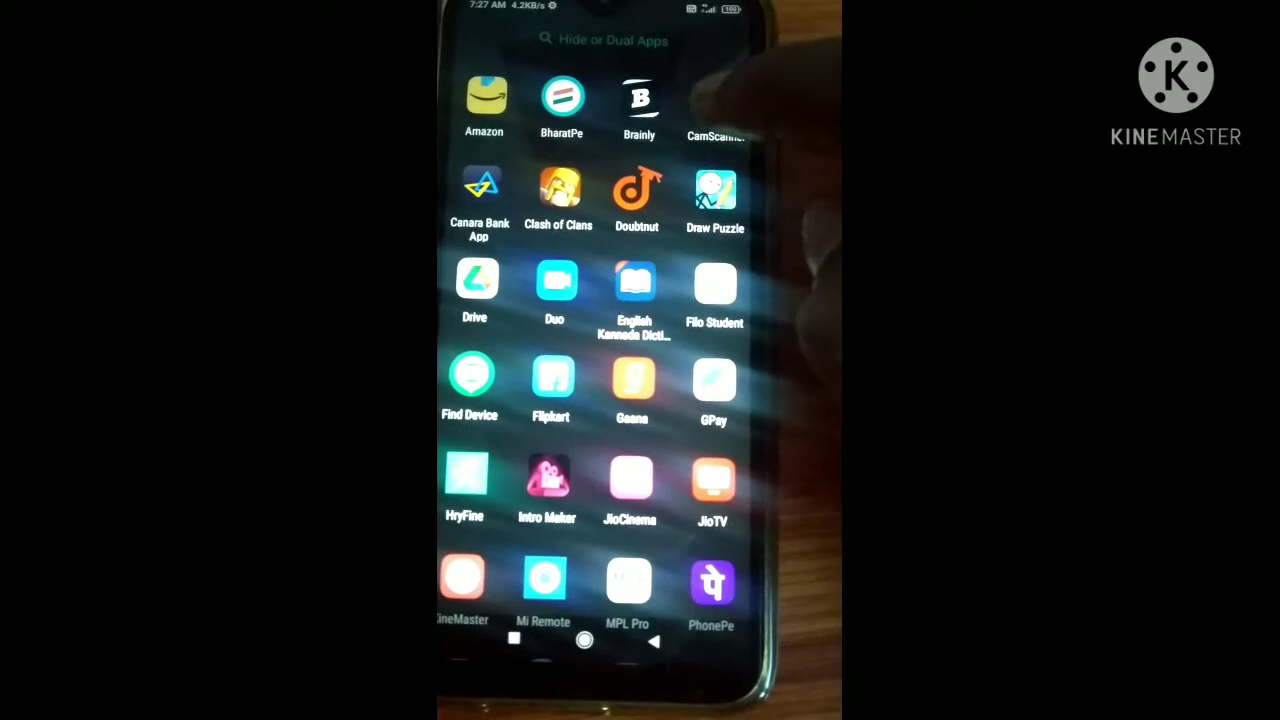 7:27 AM 4.2KB/s
Hide or Dual Apps
K
KINEMASTER
B
Amazon BharatPe Brainly CamScanner
Canara Bank App Clash of Clans Doubtnut Draw Puzzle
Drive Duo English Kannada Dicti... Filo Student
Find Device Flipkart Gaana GPay
HryFine Intro Maker JioCinema JioTV
पे
KineMaster Mi Remote MPL Pro PhonePe